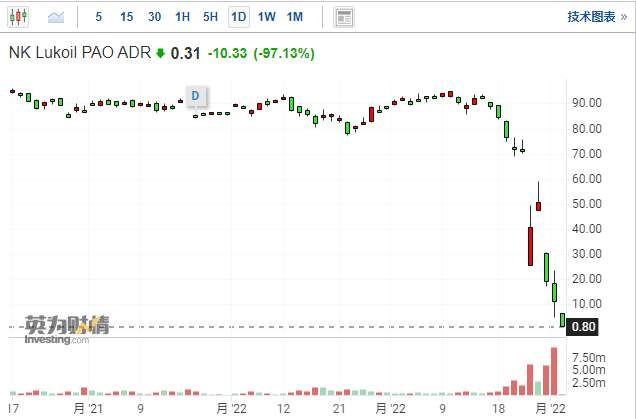 5 15 30 1H 5H 1D 1W 1M 技术图表 »
NK Lukoil PAO ADR 0.31 -10.33 (-97.13%)
D
90.00
80.00
70.00
60.00
50.00
40.00
30.00
20.00
10.00
0.80
英为财情
Investing.com
7.50m
5.00m
2.50m
17 月 '21 9 月 '22 12 21 月 '22 9 18 月 '22